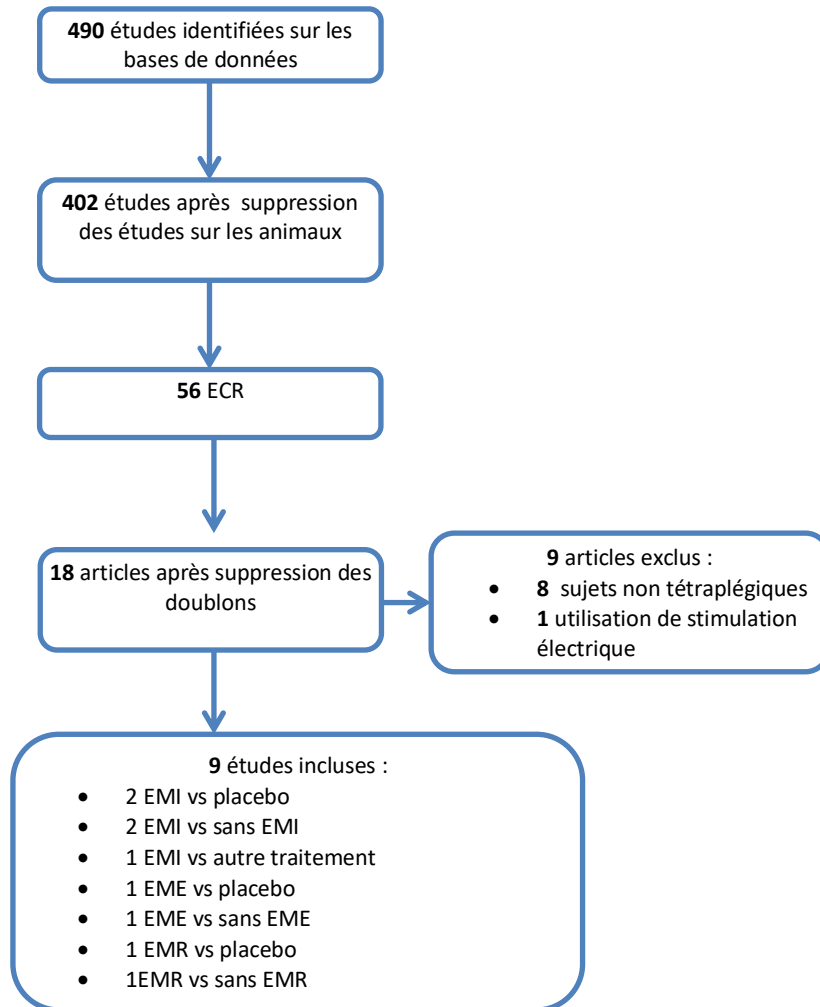 490 études identifiées sur les
bases de données
402 études après suppression
des études sur les animaux
56 ECR
18 articles après suppression des
doublons
9 articles exclus :
• 8 sujets non tétraplégiques
• 1 utilisation de stimulation
électrique
9 études incluses :
• 2 EMI vs placebo
• 2 EMI vs sans EMI
• 1 EMI vs autre traitement
• 1 EME vs placebo
• 1 EME vs sans EME
• 1 EMR vs placebo
• 1EMR vs sans EMR